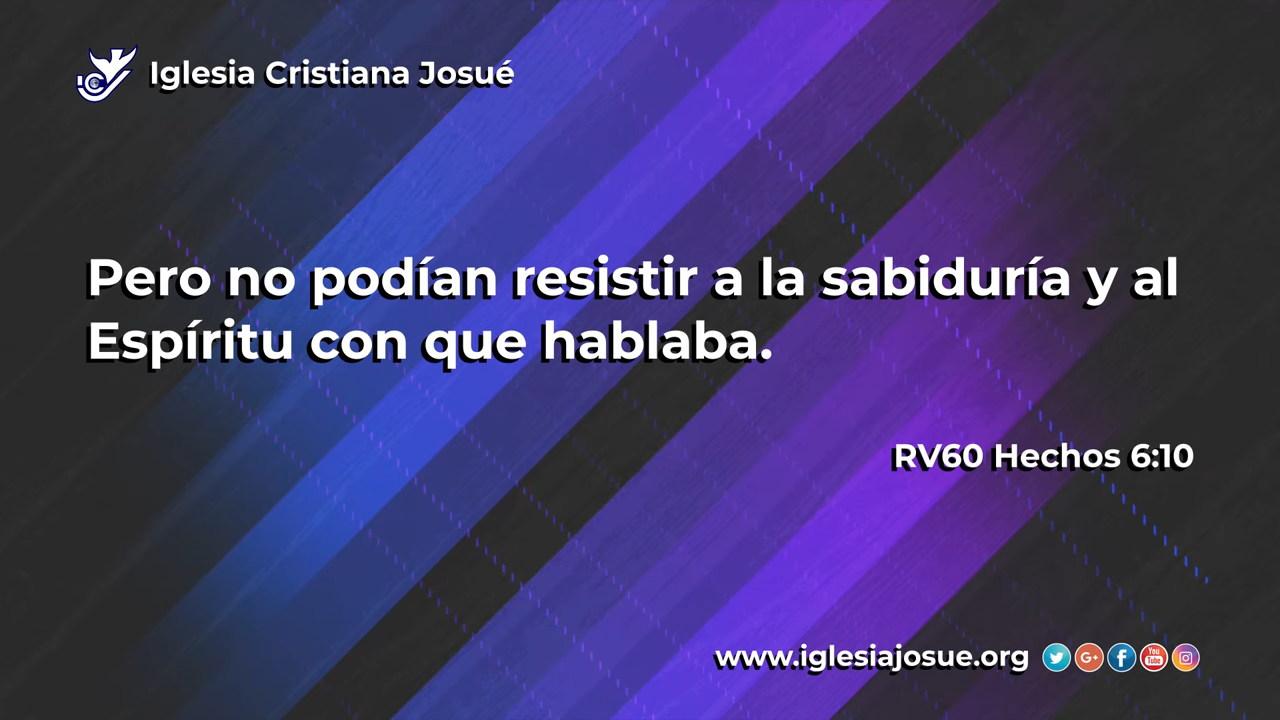 Iglesia Cristiana Josué
Pero no podían resistir a la sabiduría y al
Espíritu con que hablaba.
RV60 Hechos 6:10
www.iglesiajosue.org